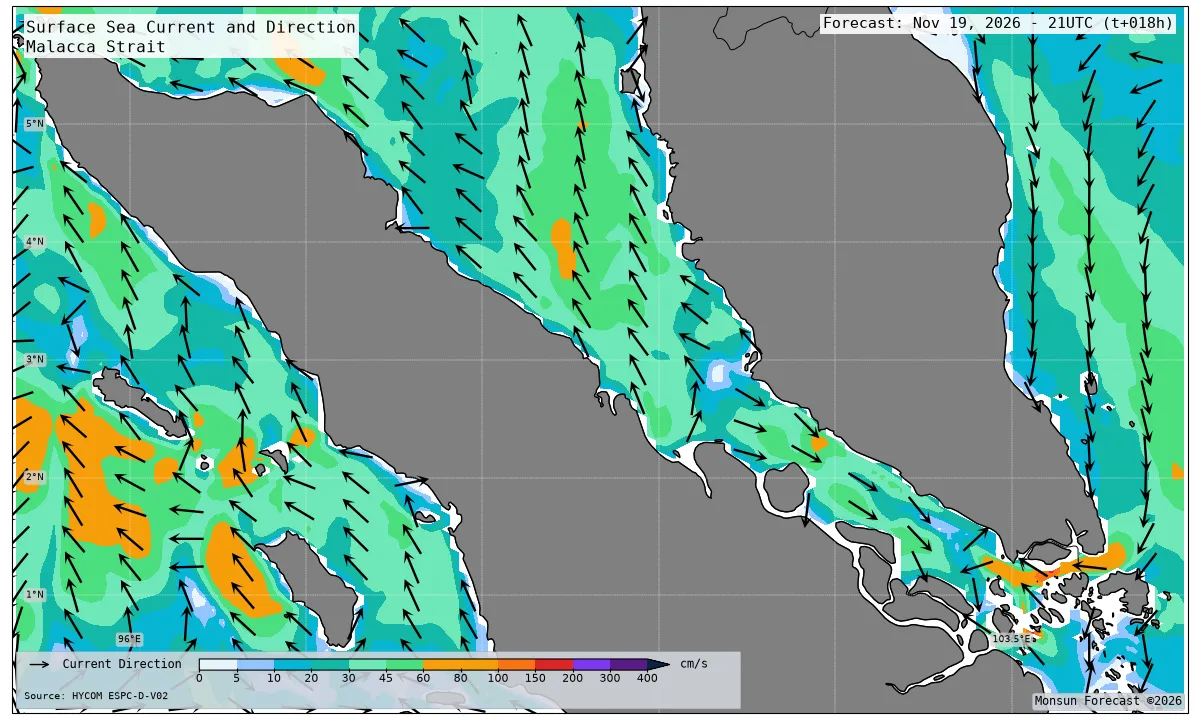 Surface Sea Current and Direction
Malacca Strait
Forecast: Nov 19, 2026 - 21UTC (t+018h)
5°N
4°N
3°N
2°N
1°N
96°E
103.5°E
Current Direction
cm/s
0 5 10 20 30 45 60 80 100 150 200 300 400
Source: HYCOM ESPC-D-V02
Monsun Forecast ©2026